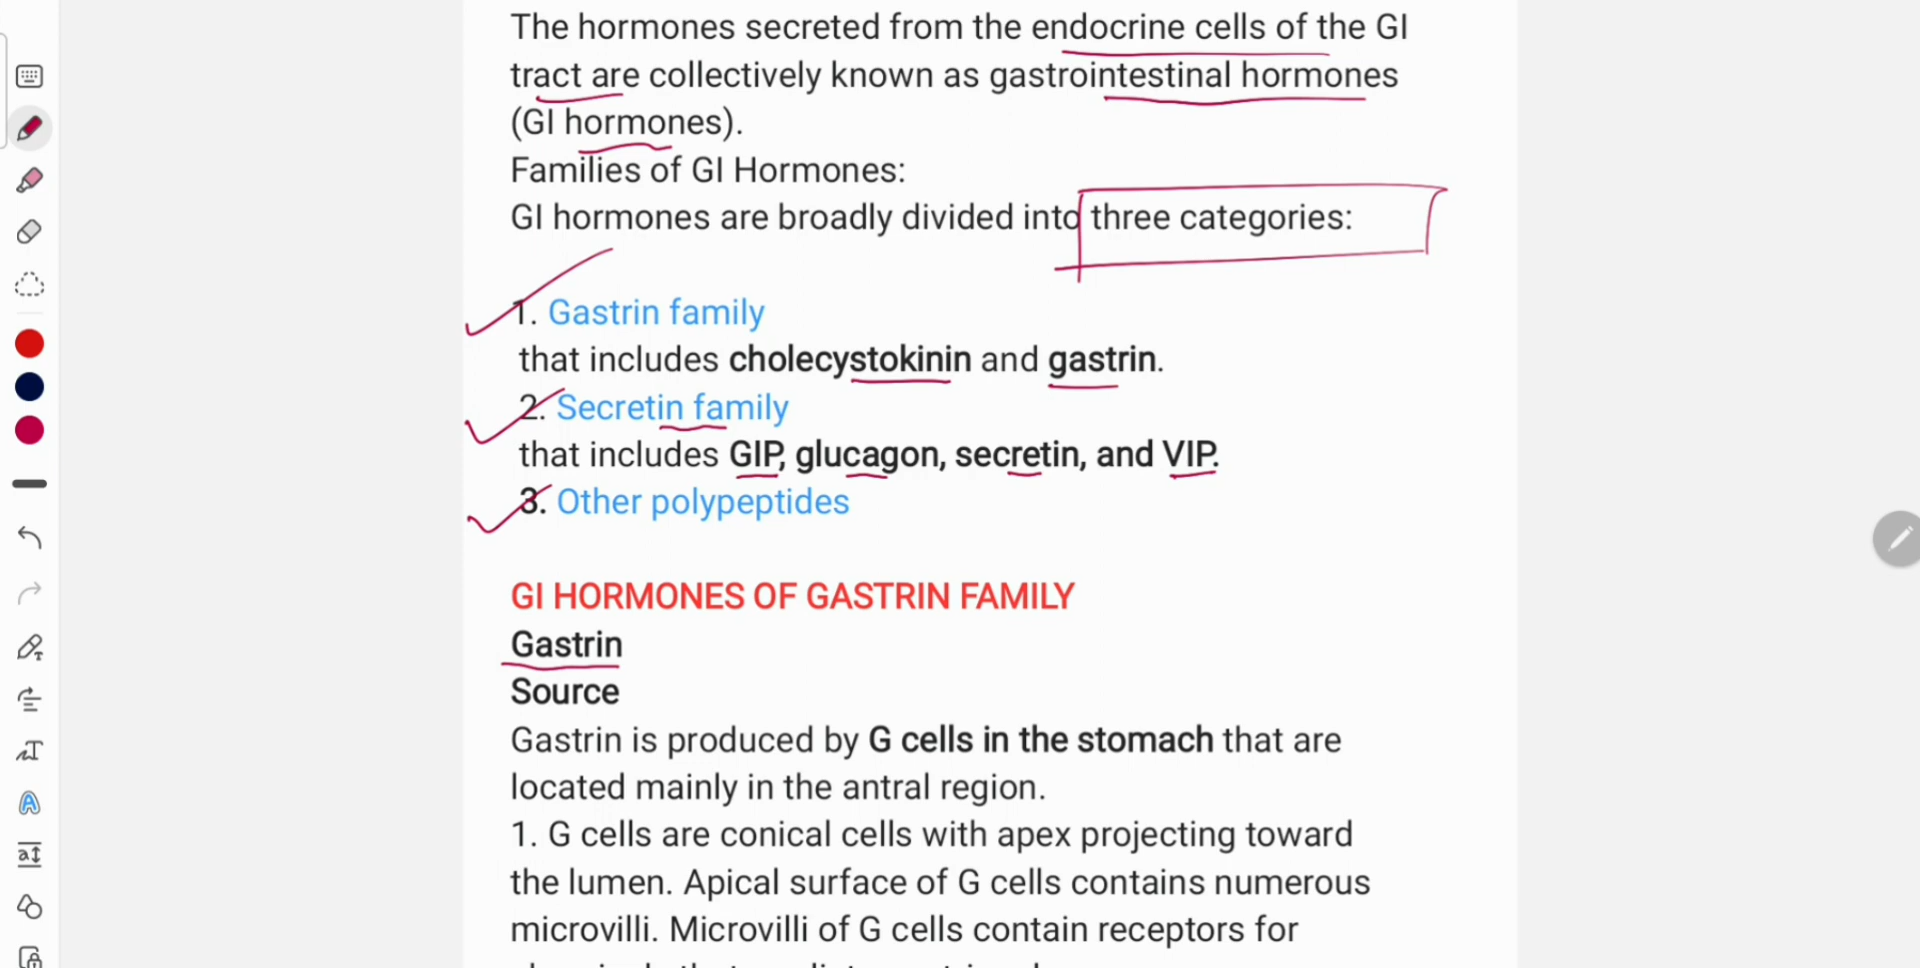 The hormones secreted from the endocrine cells of the GI
tract are collectively known as gastrointestinal hormones
(GI hormones).
Families of GI Hormones:
GI hormones are broadly divided into three categories:
1. Gastrin family
that includes cholecystokinin and gastrin.
2. Secretin family
that includes GIP, glucagon, secretin, and VIP.
3. Other polypeptides
GI HORMONES OF GASTRIN FAMILY
Gastrin
Source
Gastrin is produced by G cells in the stomach that are
located mainly in the antral region.
1. G cells are conical cells with apex projecting toward
the lumen. Apical surface of G cells contains numerous
microvilli. Microvilli of G cells contain receptors for